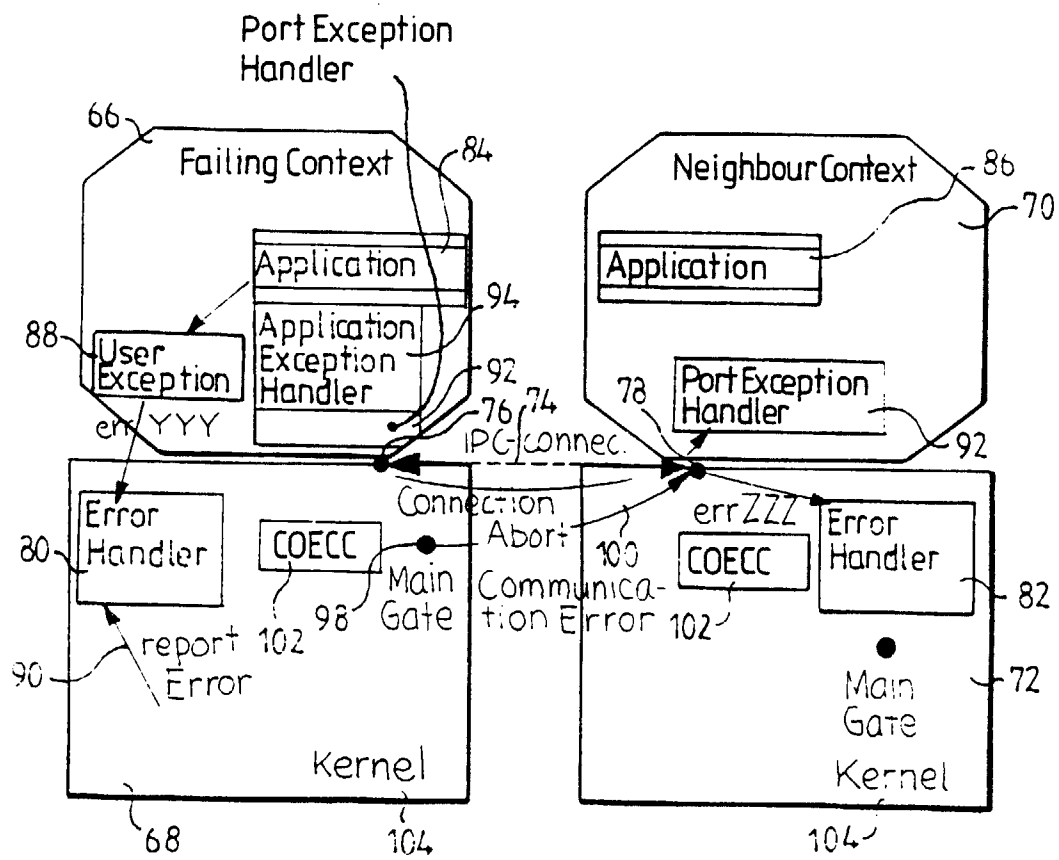 Port Exception
Handler
66
Failing Context
84
Neighbour Context
86
70
Application
Application
94
88
User
Exception
Application
Exception
Handler
92
Port Exception
Handler
78
92
err YYY
76
74
IPC-connec.
Error
Handler
80
COECC
102
Connection
Abort
98
Main
Gate
Communica-
tion Error
100
errZZZ
COECC
102
Error
Handler
82
report
Error
90
Main
Gate
72
Kernel
Kernel
68
104
104